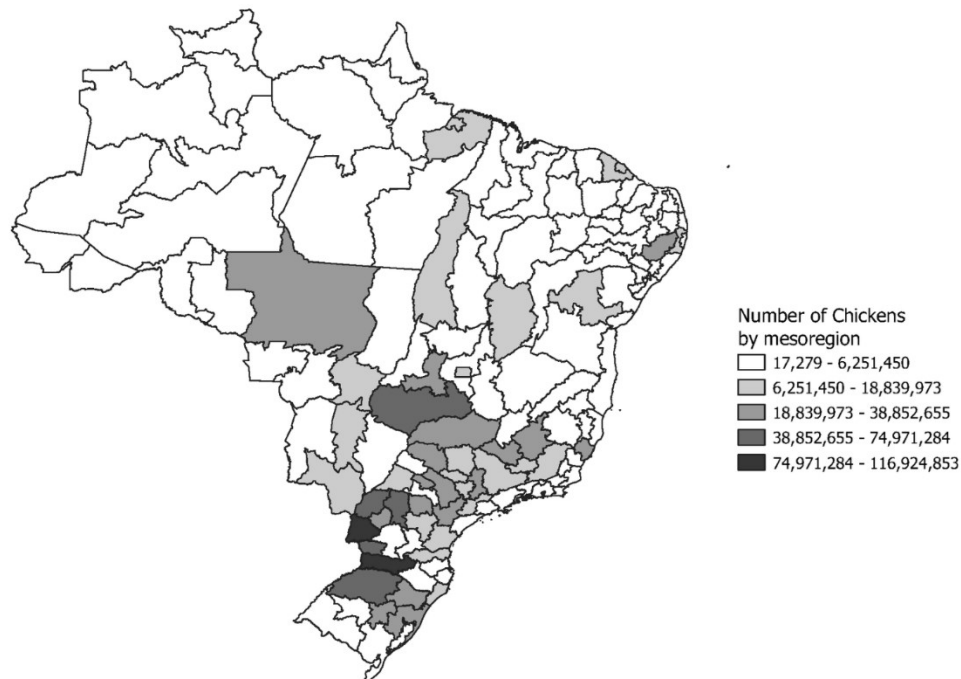 Number of Chickens
by mesoregion
17,279 - 6,251,450
6,251,450 - 18,839,973
18,839,973 - 38,852,655
38,852,655 - 74,971,284
74,971,284 - 116,924,853